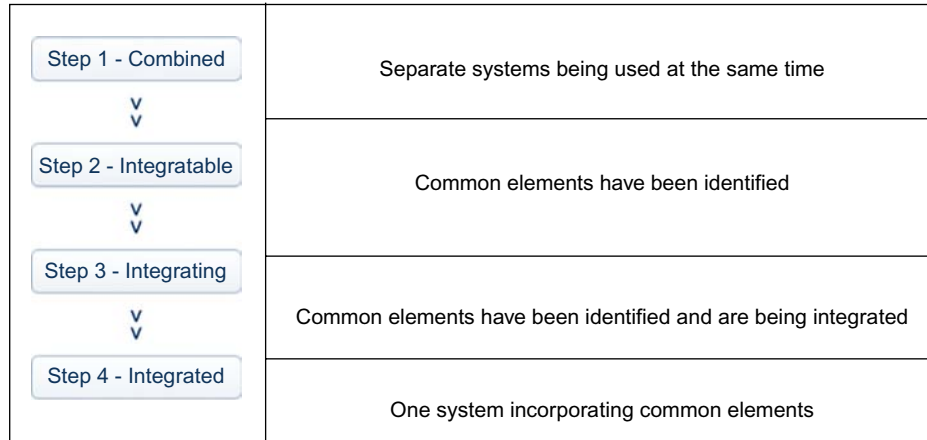 Step 1 - Combined
Separate systems being used at the same time
Step 2 - Integratable
Common elements have been identified
Step 3 - Integrating
Common elements have been identified and are being integrated
Step 4 - Integrated
One system incorporating common elements